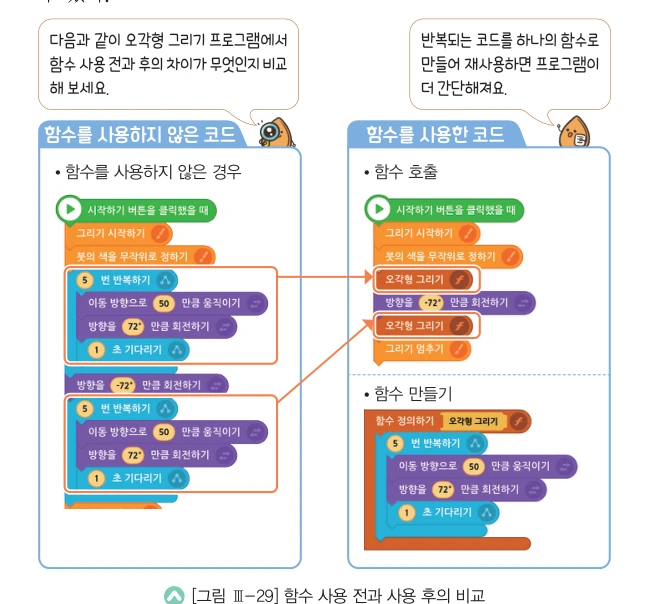 다음과 같이 오각형 그리기 프로그램에서
함수 사용 전과 후의 차이가 무엇인지 비교
해 보세요.
반복되는 코드를 하나의 함수로
만들어 재사용하면 프로그램이
더 간단해져요.
함수를 사용하지 않은 코드
• 함수를 사용하지 않은 경우
시작하기 버튼을 클릭했을 때
그리기 시작하기
붓의 색을 무작위로 정하기
5 번 반복하기
이동 방향으로 50 만큼 움직이기
방향을 72° 만큼 회전하기
1 초 기다리기
방향을 -72° 만큼 회전하기
5 번 반복하기
이동 방향으로 50 만큼 움직이기
방향을 72° 만큼 회전하기
1 초 기다리기
함수를 사용한 코드
• 함수 호출
시작하기 버튼을 클릭했을 때
그리기 시작하기
붓의 색을 무작위로 정하기
오각형 그리기
방향을 -72° 만큼 회전하기
오각형 그리기
그리기 멈추기
• 함수 만들기
함수 정의하기 오각형 그리기
5 번 반복하기
이동 방향으로 50 만큼 움직이기
방향을 72° 만큼 회전하기
1 초 기다리기
[그림 Ⅲ-29] 함수 사용 전과 사용 후의 비교